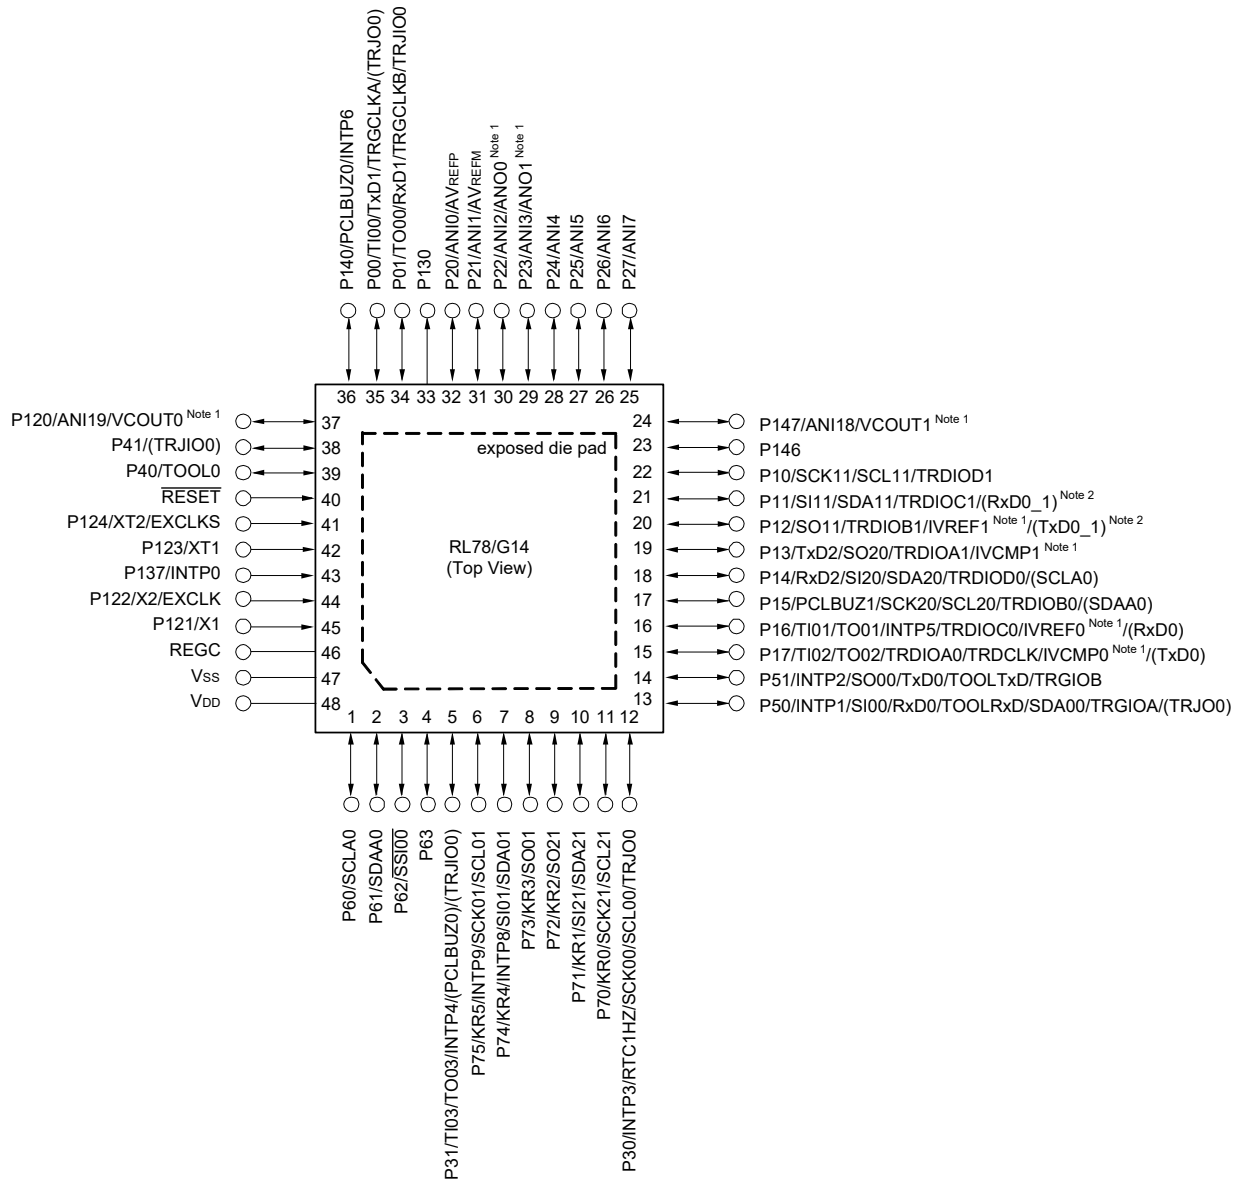 P140/PCLBUZ0/INTP6
P00/TI00/TxD1/TRGCLKA/(TRJO0)
P01/TO00/RxD1/TRGCLKB/TRJIO0
P130
P20/ANI0/AVREFP
P21/ANI1/AVREFM
P22/ANI2/ANO0 Note 1
P23/ANI3/ANO1 Note 1
P24/ANI4
P25/ANI5
P26/ANI6
P27/ANI7
36 35 34 33 32 31 30 29 28 27 26 25
P120/ANI19/VCOUT0 Note 1 37
P41/(TRJIO0) 38
P40/TOOL0 39
RESET 40
P124/XT2/EXCLKS 41
P123/XT1 42
P137/INTP0 43
P122/X2/EXCLK 44
P121/X1 45
REGC 46
VSS 47
VDD 48
exposed die pad
RL78/G14
(Top View)
24 P147/ANI18/VCOUT1 Note 1
23 P146
22 P10/SCK11/SCL11/TRDIOD1
21 P11/SI11/SDA11/TRDIOC1/(RxD0_1) Note 2
20 P12/SO11/TRDIOB1/IVREF1 Note 1/(TxD0_1) Note 2
19 P13/TxD2/SO20/TRDIOA1/IVCMP1 Note 1
18 P14/RxD2/SI20/SDA20/TRDIOD0/(SCLA0)
17 P15/PCLBUZ1/SCK20/SCL20/TRDIOB0/(SDAA0)
16 P16/TI01/TO01/INTP5/TRDIOC0/IVREF0 Note 1/(RxD0)
15 P17/TI02/TO02/TRDIOA0/TRDCLK/IVCMP0 Note 1/(TxD0)
14 P51/INTP2/SO00/TxD0/TOOLTxD/TRGIOB
13 P50/INTP1/SI00/RxD0/TOOLRxD/SDA00/TRGIOA/(TRJO0)
1 2 3 4 5 6 7 8 9 10 11 12
P60/SCLA0
P61/SDAA0
P62/SSI00
P63
P31/TI03/TO03/INTP4/(PCLBUZ0)/(TRJIO0)
P75/KR5/INTP9/SCK01/SCL01
P74/KR4/INTP8/SI01/SDA01
P73/KR3/SO01
P72/KR2/SO21
P71/KR1/SI21/SDA21
P70/KR0/SCK21/SCL21
P30/INTP3/RTC1HZ/SCK00/SCL00/TRJO0